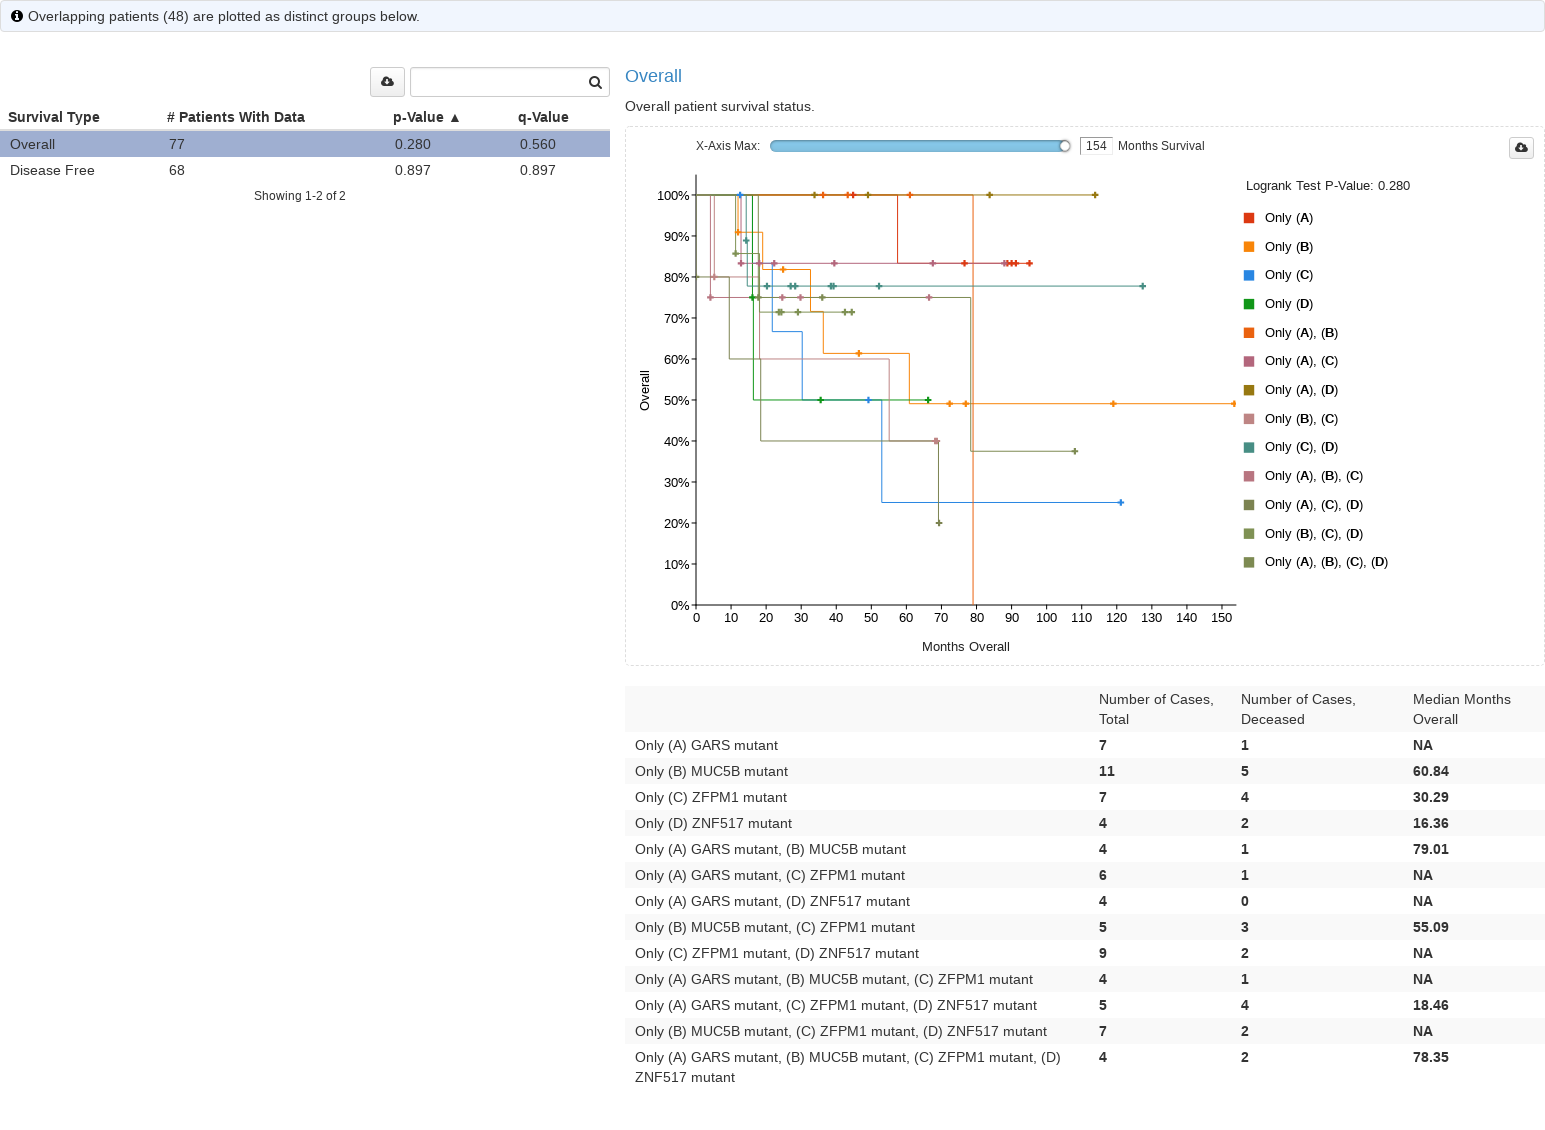 Overlapping patients (48) are plotted as distinct groups below.
Survival Type # Patients With Data p-Value ▲ q-Value
Overall 77 0.280 0.560
Disease Free 68 0.897 0.897
Showing 1-2 of 2
Overall
Overall patient survival status.
X-Axis Max: 154 Months Survival
Logrank Test P-Value: 0.280
100%
90%
80%
70%
60%
50%
40%
30%
20%
10%
0%
Overall
0 10 20 30 40 50 60 70 80 90 100 110 120 130 140 150
Months Overall
Only (A)
Only (B)
Only (C)
Only (D)
Only (A), (B)
Only (A), (C)
Only (A), (D)
Only (B), (C)
Only (C), (D)
Only (A), (B), (C)
Only (A), (C), (D)
Only (B), (C), (D)
Only (A), (B), (C), (D)
Number of Cases, Number of Cases, Median Months
Total Deceased Overall
Only (A) GARS mutant 7 1 NA
Only (B) MUC5B mutant 11 5 60.84
Only (C) ZFPM1 mutant 7 4 30.29
Only (D) ZNF517 mutant 4 2 16.36
Only (A) GARS mutant, (B) MUC5B mutant 4 1 79.01
Only (A) GARS mutant, (C) ZFPM1 mutant 6 1 NA
Only (A) GARS mutant, (D) ZNF517 mutant 4 0 NA
Only (B) MUC5B mutant, (C) ZFPM1 mutant 5 3 55.09
Only (C) ZFPM1 mutant, (D) ZNF517 mutant 9 2 NA
Only (A) GARS mutant, (B) MUC5B mutant, (C) ZFPM1 mutant 4 1 NA
Only (A) GARS mutant, (C) ZFPM1 mutant, (D) ZNF517 mutant 5 4 18.46
Only (B) MUC5B mutant, (C) ZFPM1 mutant, (D) ZNF517 mutant 7 2 NA
Only (A) GARS mutant, (B) MUC5B mutant, (C) ZFPM1 mutant, (D) 4 2 78.35
ZNF517 mutant